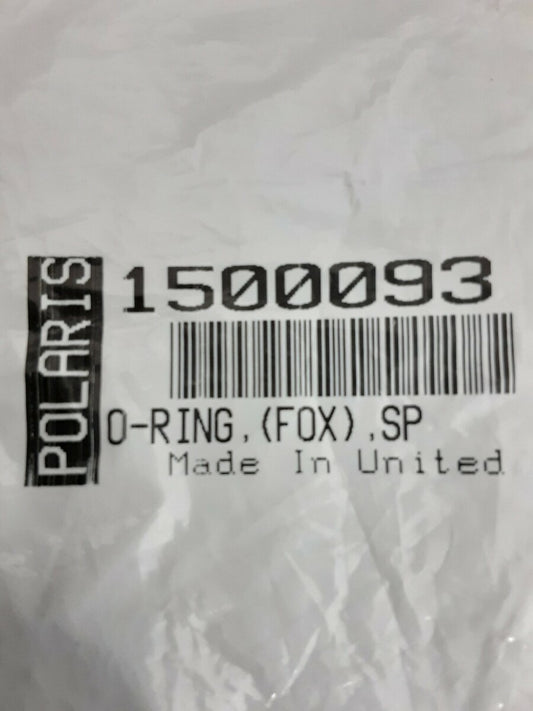 POLARIS
1500093
O-RING,(FOX),SP
Made In United